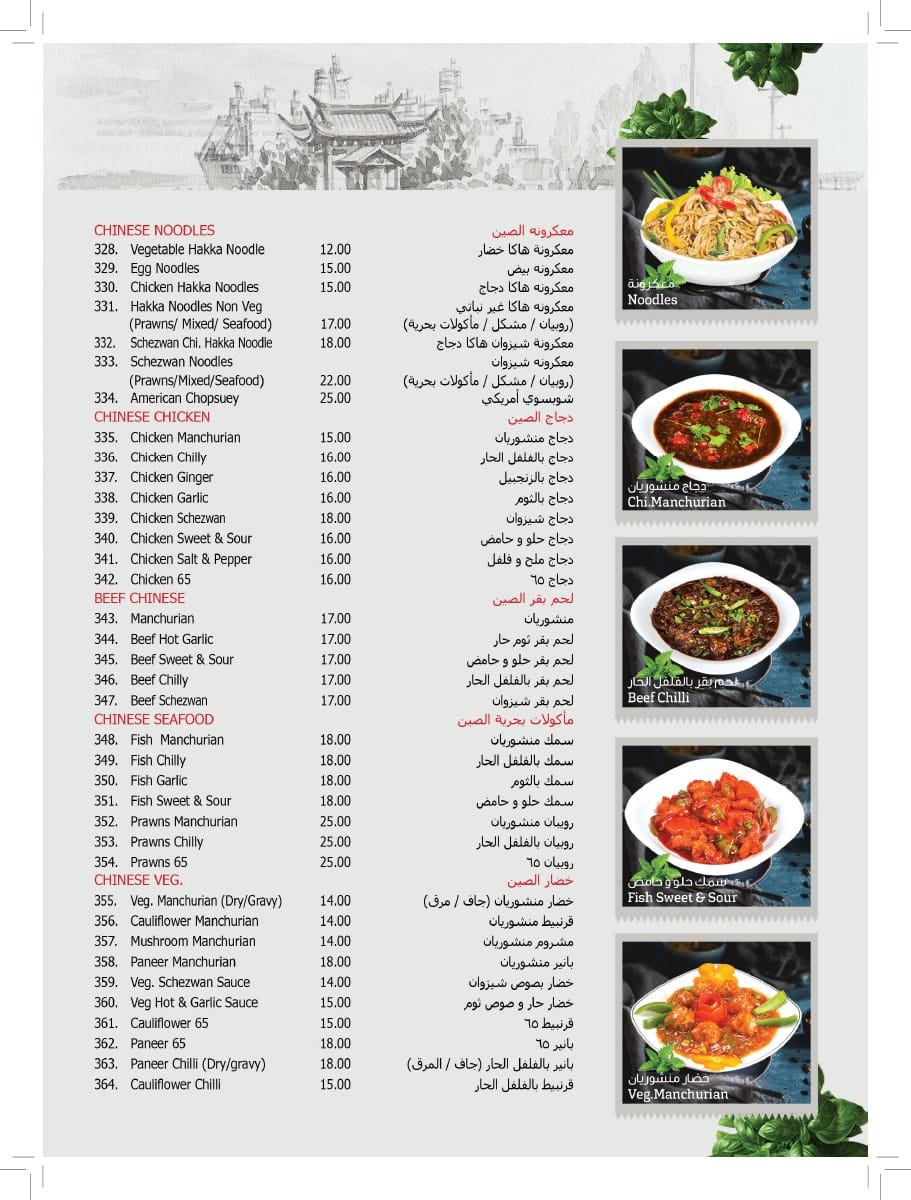 CHINESE NOODLES معكرونه الصين
328. Vegetable Hakka Noodle 12.00 معكرونة هاكا خضار
329. Egg Noodles 15.00 معكرونه بيض
330. Chicken Hakka Noodles 15.00 معكرونه هاكا دجاج
331. Hakka Noodles Non Veg معكرونه هاكا غير نباتي
(Prawns/ Mixed/ Seafood) 17.00 (روبيان / مشكل / مأكولات بحرية)
332. Schezwan Chi. Hakka Noodle 18.00 معكرونة شيزوان هاكا دجاج
333. Schezwan Noodles معكرونه شيزوان
(Prawns/Mixed/Seafood) 22.00 (روبيان / مشكل / مأكولات بحرية)
334. American Chopsuey 25.00 شوبسوي أمريكي
CHINESE CHICKEN دجاج الصين
335. Chicken Manchurian 15.00 دجاج منشوريان
336. Chicken Chilly 16.00 دجاج بالفلفل الحار
337. Chicken Ginger 16.00 دجاج بالزنجبيل
338. Chicken Garlic 16.00 دجاج بالثوم
339. Chicken Schezwan 18.00 دجاج شيزوان
340. Chicken Sweet & Sour 16.00 دجاج حلو و حامض
341. Chicken Salt & Pepper 16.00 دجاج ملح و فلفل
342. Chicken 65 16.00 دجاج ٦٥
BEEF CHINESE لحم بقر الصين
343. Manchurian 17.00 منشوريان
344. Beef Hot Garlic 17.00 لحم بقر ثوم حار
345. Beef Sweet & Sour 17.00 لحم بقر حلو و حامض
346. Beef Chilly 17.00 لحم بقر بالفلفل الحار
347. Beef Schezwan 17.00 لحم بقر شيزوان
CHINESE SEAFOOD مأكولات بحرية الصين
348. Fish Manchurian 18.00 سمك منشوريان
349. Fish Chilly 18.00 سمك بالفلفل الحار
350. Fish Garlic 18.00 سمك بالثوم
351. Fish Sweet & Sour 18.00 سمك حلو و حامض
352. Prawns Manchurian 25.00 روبيان منشوريان
353. Prawns Chilly 25.00 روبيان بالفلفل الحار
354. Prawns 65 25.00 روبيان ٦٥
CHINESE VEG. خضار الصين
355. Veg. Manchurian (Dry/Gravy) 14.00 خضار منشوريان (جاف / مرق)
356. Cauliflower Manchurian 14.00 قرنبيط منشوريان
357. Mushroom Manchurian 14.00 مشروم منشوريان
358. Paneer Manchurian 18.00 بانير منشوريان
359. Veg. Schezwan Sauce 14.00 خضار بصوص شيزوان
360. Veg Hot & Garlic Sauce 15.00 خضار حار و صوص ثوم
361. Cauliflower 65 15.00 قرنبيط ٦٥
362. Paneer 65 18.00 بانير ٦٥
363. Paneer Chilli (Dry/gravy) 18.00 بانير بالفلفل الحار (جاف / المرق)
364. Cauliflower Chilli 15.00 قرنبيط بالفلفل الحار
معكرونة
Noodles
دجاج منشوريان
Chi.Manchurian
لحم بقر بالفلفل الحار
Beef Chilli
سمك حلو و حامض
Fish Sweet & Sour
خضار منشوريان
Veg.Manchurian